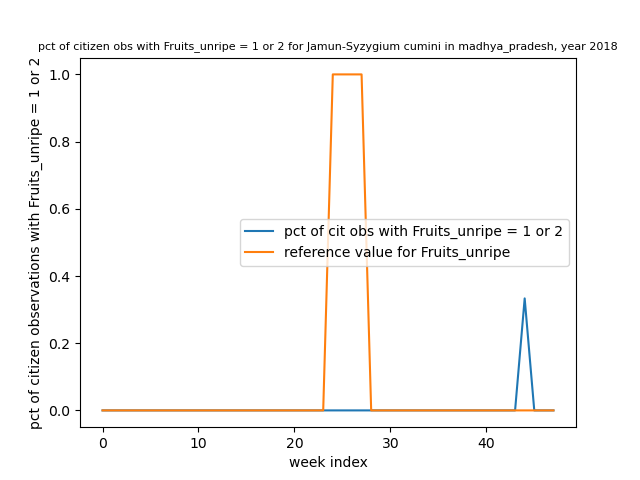 pct of citizen obs with Fruits_unripe = 1 or 2 for Jamun-Syzygium cumini in madhya_pradesh, year 2018
pct of citizen observations with Fruits_unripe = 1 or 2
1.0
0.8
0.6
0.4
0.2
0.0
pct of cit obs with Fruits_unripe = 1 or 2
reference value for Fruits_unripe
0 10 20 30 40
week index